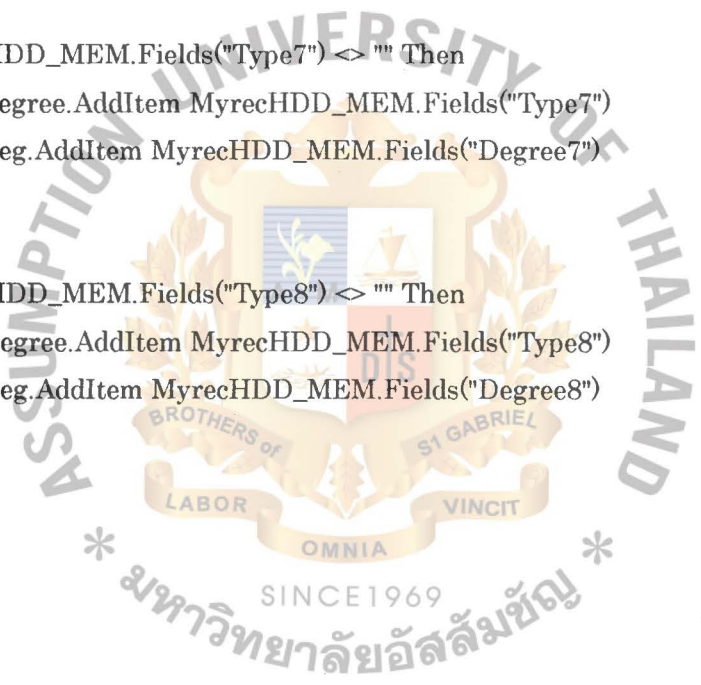 HDD_MEM.Fields("Type7") <> "" Then
egree.AddItem MyrecHDD_MEM.Fields("Type7")
eg.AddItem MyrecHDD_MEM.Fields("Degree7")
HDD_MEM.Fields("Type8") <> "" Then
egree.AddItem MyrecHDD_MEM.Fields("Type8")
eg.AddItem MyrecHDD_MEM.Fields("Degree8")
ASSUMPTION UNIVERSITY OF THAILAND
DIS
BROTHERS of ST GABRIEL
LABOR VINCIT
OMNIA
SINCE1969
* มหาวิทยาลัยอัสสัมชัญ *